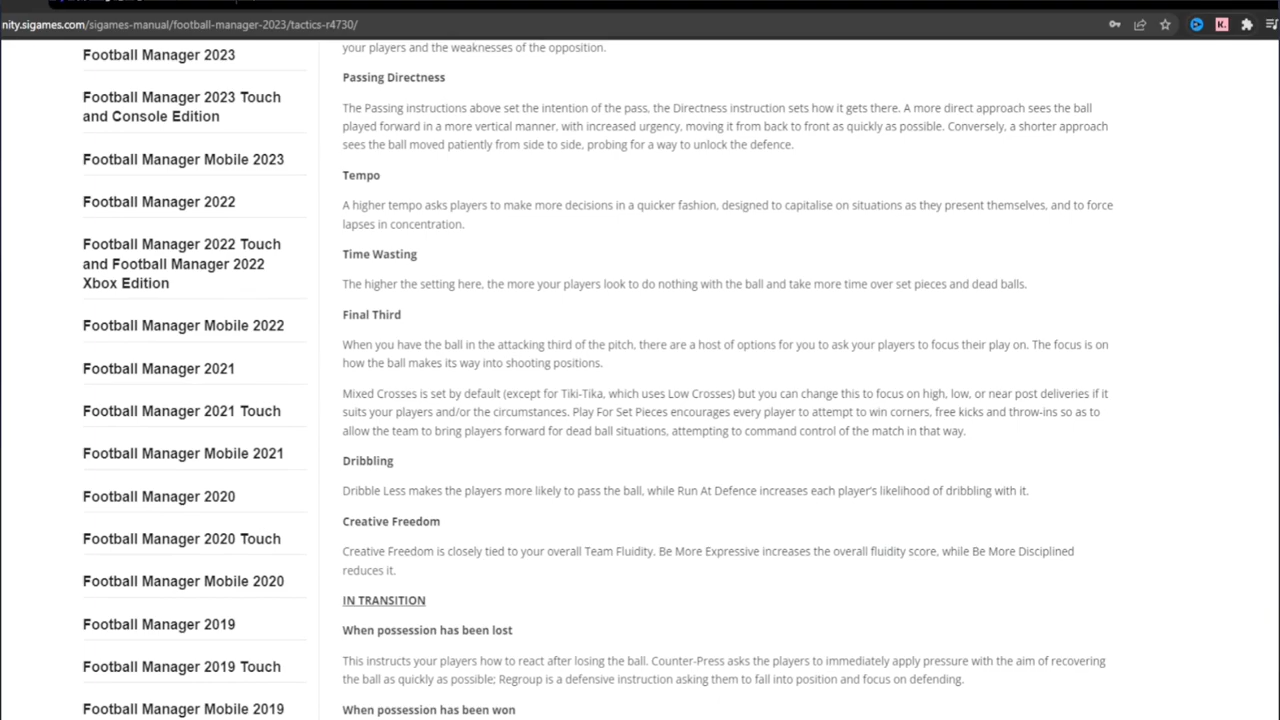 nity.sigames.com/sigames-manual/football-manager-2023/tactics-r4730/
K.
Football Manager 2023
Football Manager 2023 Touch
and Console Edition
Football Manager Mobile 2023
Football Manager 2022
Football Manager 2022 Touch
and Football Manager 2022
Xbox Edition
Football Manager Mobile 2022
Football Manager 2021
Football Manager 2021 Touch
Football Manager Mobile 2021
Football Manager 2020
Football Manager 2020 Touch
Football Manager Mobile 2020
Football Manager 2019
Football Manager 2019 Touch
Football Manager Mobile 2019
your players and the weaknesses of the opposition.
Passing Directness
The Passing instructions above set the intention of the pass, the Directness instruction sets how it gets there. A more direct approach sees the ball
played forward in a more vertical manner, with increased urgency, moving it from back to front as quickly as possible. Conversely, a shorter approach
sees the ball moved patiently from side to side, probing for a way to unlock the defence.
Tempo
A higher tempo asks players to make more decisions in a quicker fashion, designed to capitalise on situations as they present themselves, and to force
lapses in concentration.
Time Wasting
The higher the setting here, the more your players look to do nothing with the ball and take more time over set pieces and dead balls.
Final Third
When you have the ball in the attacking third of the pitch, there are a host of options for you to ask your players to focus their play on. The focus is on
how the ball makes its way into shooting positions.
Mixed Crosses is set by default (except for Tiki-Tika, which uses Low Crosses) but you can change this to focus on high, low, or near post deliveries if it
suits your players and/or the circumstances. Play For Set Pieces encourages every player to attempt to win corners, free kicks and throw-ins so as to
allow the team to bring players forward for dead ball situations, attempting to command control of the match in that way.
Dribbling
Dribble Less makes the players more likely to pass the ball, while Run At Defence increases each player's likelihood of dribbling with it.
Creative Freedom
Creative Freedom is closely tied to your overall Team Fluidity. Be More Expressive increases the overall fluidity score, while Be More Disciplined
reduces it.
IN TRANSITION
When possession has been lost
This instructs your players how to react after losing the ball. Counter-Press asks the players to immediately apply pressure with the aim of recovering
the ball as quickly as possible; Regroup is a defensive instruction asking them to fall into position and focus on defending.
When possession has been won